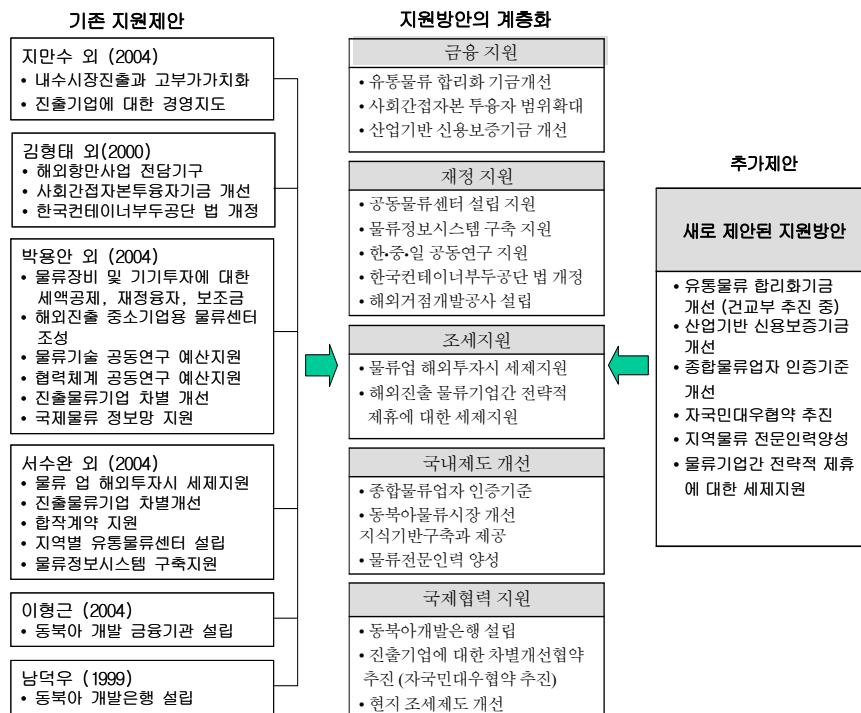 기존 지원제안
지만수 외 (2004)
• 내수시장진출과 고부가가치화
• 진출기업에 대한 경영지도
김형태 외(2000)
• 해외항만사업 전담기구
• 사회간접자본투융자기금 개선
• 한국컨테이너부두공단 법 개정
박용안 외 (2004)
• 물류장비 및 기기투자에 대한
세액공제, 재정융자, 보조금
• 해외진출 중소기업용 물류센터
조성
• 물류기술 공동연구 예산지원
• 협력체계 공동연구 예산지원
• 진출물류기업 차별 개선
• 국제물류 정보망 지원
서수완 외 (2004)
• 물류 업 해외투자시 세제지원
• 진출물류기업 차별개선
• 합작계약 지원
• 지역별 유통물류센터 설립
• 물류정보시스템 구축지원
이형근 (2004)
• 동북아 개발 금융기관 설립
남덕우 (1999)
• 동북아 개발은행 설립
지원방안의 계층화
금융 지원
• 유통물류 합리화 기금개선
• 사회간접자본 투융자 범위확대
• 산업기반 신용보증기금 개선
재정 지원
• 공동물류센터 설립 지원
• 물류정보시스템 구축 지원
• 한•중•일 공동연구 지원
• 한국컨테이너부두공단 법 개정
• 해외거점개발공사 설립
조세지원
• 물류업 해외투자시 세제지원
• 해외진출 물류기업간 전략적
제휴에 대한 세제지원
국내제도 개선
• 종합물류업자 인증기준
• 동북아물류시장 개선
지식기반구축과 제공
• 물류전문인력 양성
국제협력 지원
• 동북아개발은행 설립
• 진출기업에 대한 차별개선협약
추진 (자국민대우협약 추진)
• 현지 조세제도 개선
추가제안
새로 제안된 지원방안
• 유통물류 합리화기금
개선 (건교부 추진 중)
• 산업기반 신용보증기금
개선
• 종합물류업자 인증기준
개선
• 자국민대우협약 추진
• 지역물류 전문인력양성
• 물류기업간 전략적 제휴
에 대한 세제지원